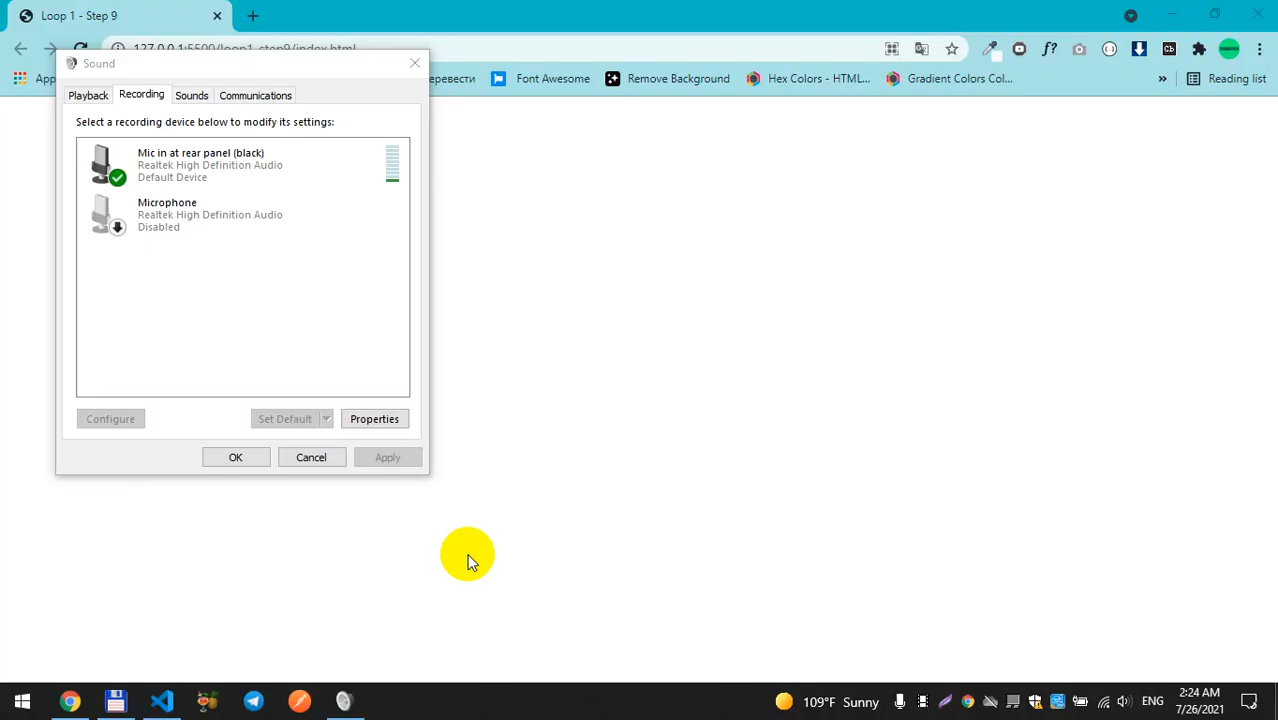 Loop 1 - Step 9
127.0.0.1:5500/loop1_step9/index.html
f?
Cb
Sound
App
еревести
Font Awesome
Remove Background
Hex Colors - HTML...
Gradient Colors Col...
»
Reading list
Playback
Recording
Sounds
Communications
Select a recording device below to modify its settings:
Mic in at rear panel (black)
Realtek High Definition Audio
Default Device
Microphone
Realtek High Definition Audio
Disabled
Configure
Set Default
Properties
OK
Cancel
Apply
109°F Sunny
ENG
2:24 AM
7/26/2021